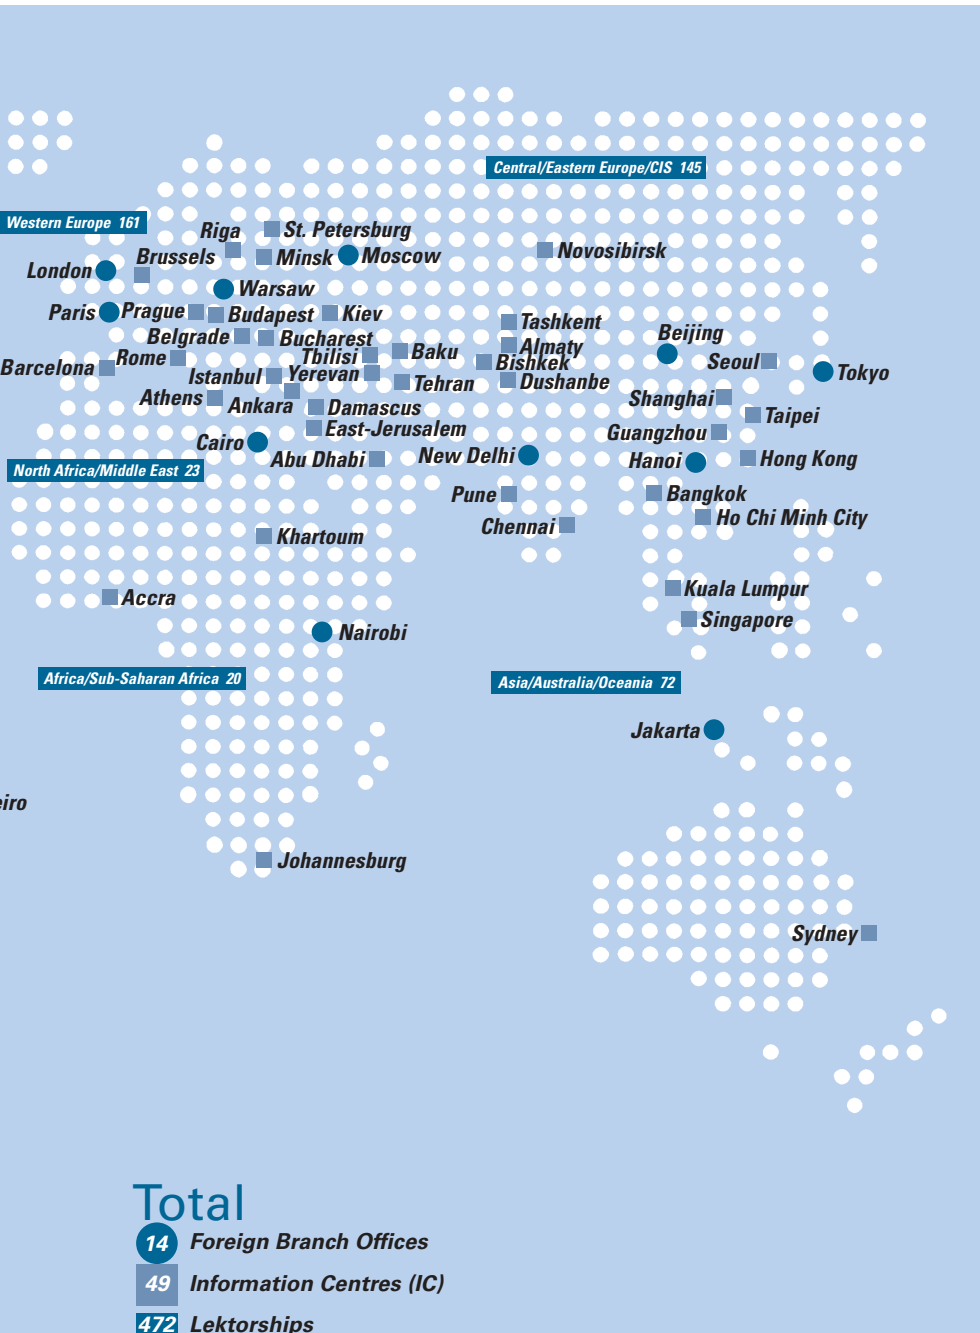 Central/Eastern Europe/CIS 145
Western Europe 161
Riga
St. Petersburg
Brussels
Minsk
Moscow
Novosibirsk
London
Warsaw
Paris
Prague
Budapest
Kiev
Tashkent
Belgrade
Bucharest
Almaty
Beijing
Barcelona
Rome
Tbilisi
Baku
Bishkek
Seoul
Tokyo
Istanbul
Yerevan
Tehran
Dushanbe
Athens
Ankara
Damascus
Shanghai
Taipei
East-Jerusalem
Guangzhou
Cairo
Abu Dhabi
New Delhi
Hanoi
Hong Kong
North Africa/Middle East 23
Pune
Bangkok
Chennai
Ho Chi Minh City
Khartoum
Accra
Kuala Lumpur
Singapore
Nairobi
Africa/Sub-Saharan Africa 20
Asia/Australia/Oceania 72
Jakarta
eiro
Johannesburg
Sydney
Total
14 Foreign Branch Offices
49 Information Centres (IC)
472 Lektorships